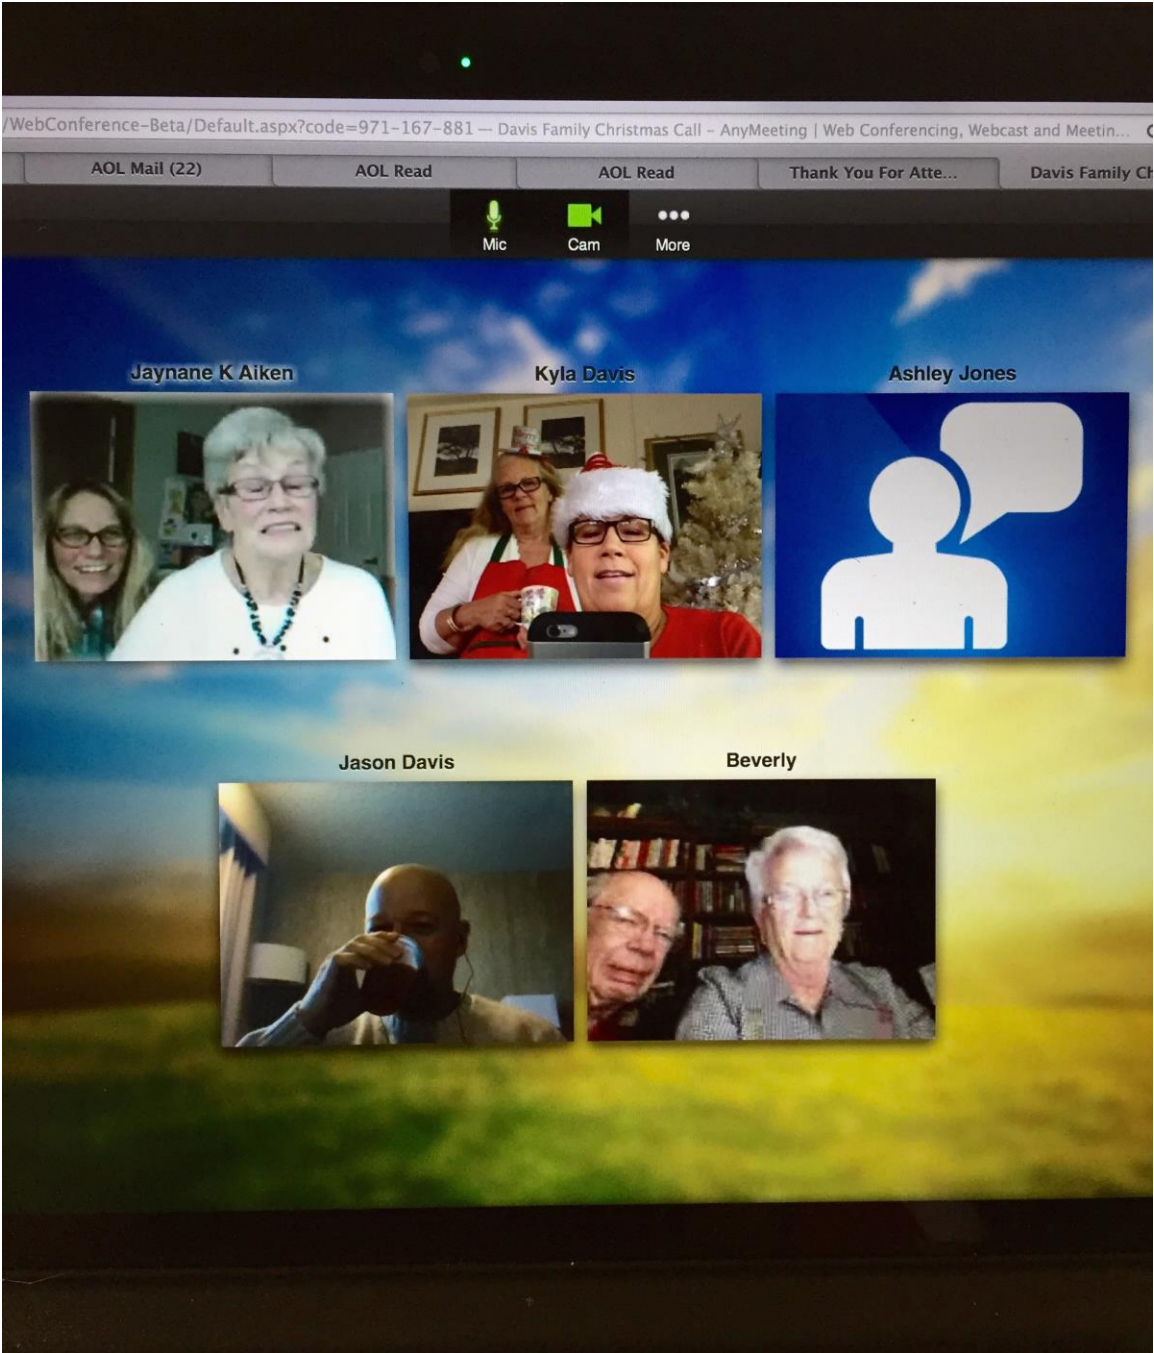 /WebConference-Beta/Default.aspx?code=971-167-881 — Davis Family Christmas Call – AnyMeeting | Web Conferencing, Webcast and Meetin...
AOL Mail (22)
AOL Read
AOL Read
Thank You For Atte...
Davis Family Ch
Mic
Cam
More
Jaynane K Aiken
Kyla Davis
Ashley Jones
Jason Davis
Beverly